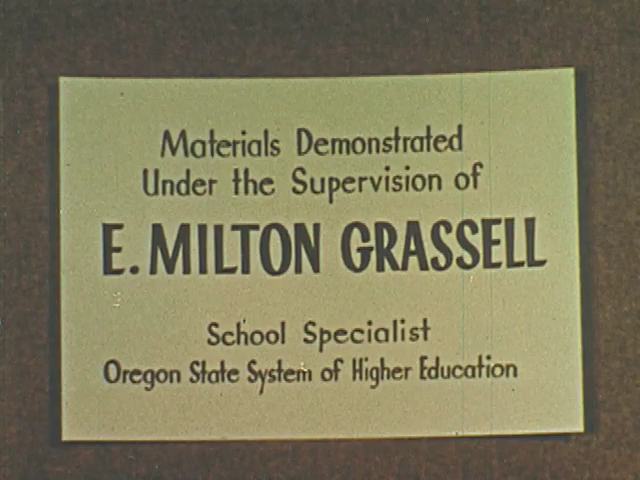 Materials Demonstrated
Under the Supervision of
E. MILTON GRASSELL
School Specialist
Oregon State System of Higher Education